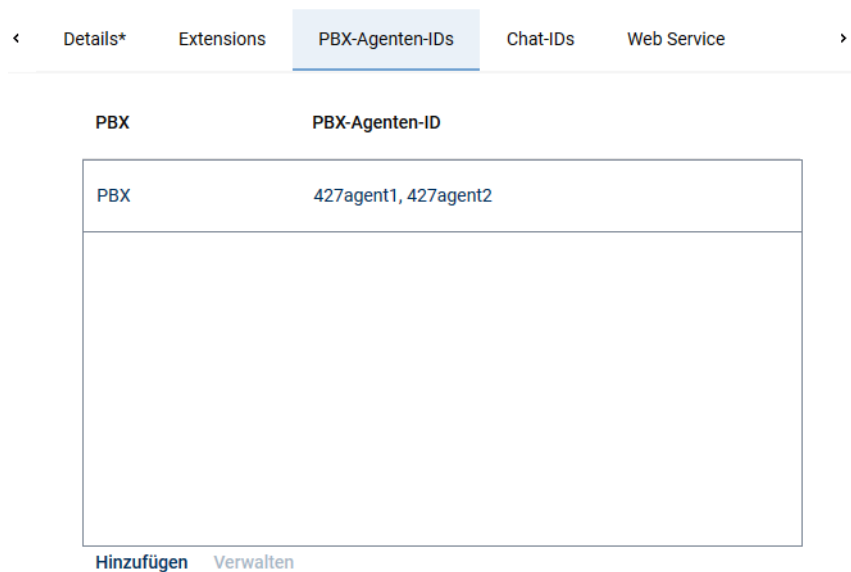 Details* Extensions PBX-Agenten-IDs Chat-IDs Web Service
PBX PBX-Agenten-ID
PBX 427agent1, 427agent2
Hinzufügen Verwalten